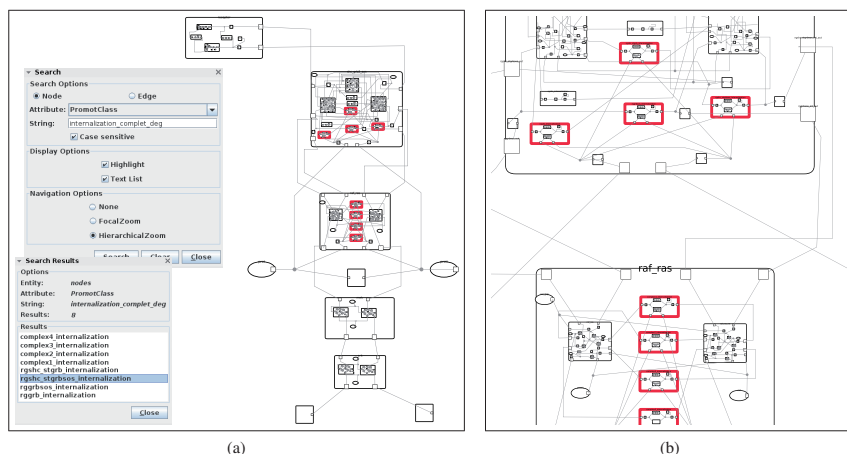 Search
Search Options
Node Edge
Attribute: PromotClass
String: internalization_complet_deg
Case sensitive
Display Options
Highlight
Text List
Navigation Options
None
FocalZoom
HierarchicalZoom
Search Clear Close
Search Results
Options
Entity: nodes
Attribute: PromotClass
String: internalization_complet_deg
Results: 8
Results
complex4_internalization
complex3_internalization
complex2_internalization
complex1_internalization
rgshc_stgrb_internalization
rgshc_stgrbsos_internalization
rggrbsos_internalization
rggrb_internalization
Close
raf_ras
(a)
(b)